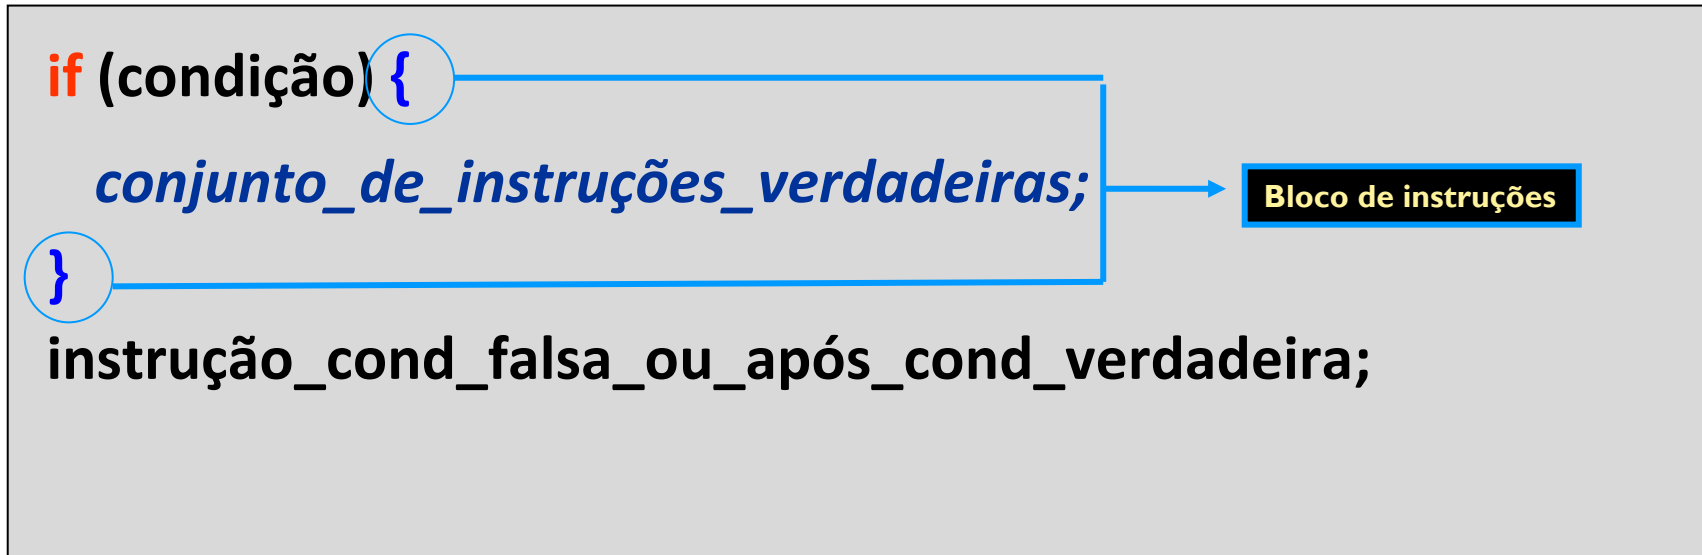 if (condição) {
conjunto_de_instruções_verdadeiras;
Bloco de instruções
}
instrução_cond_falsa_ou_após_cond_verdadeira;